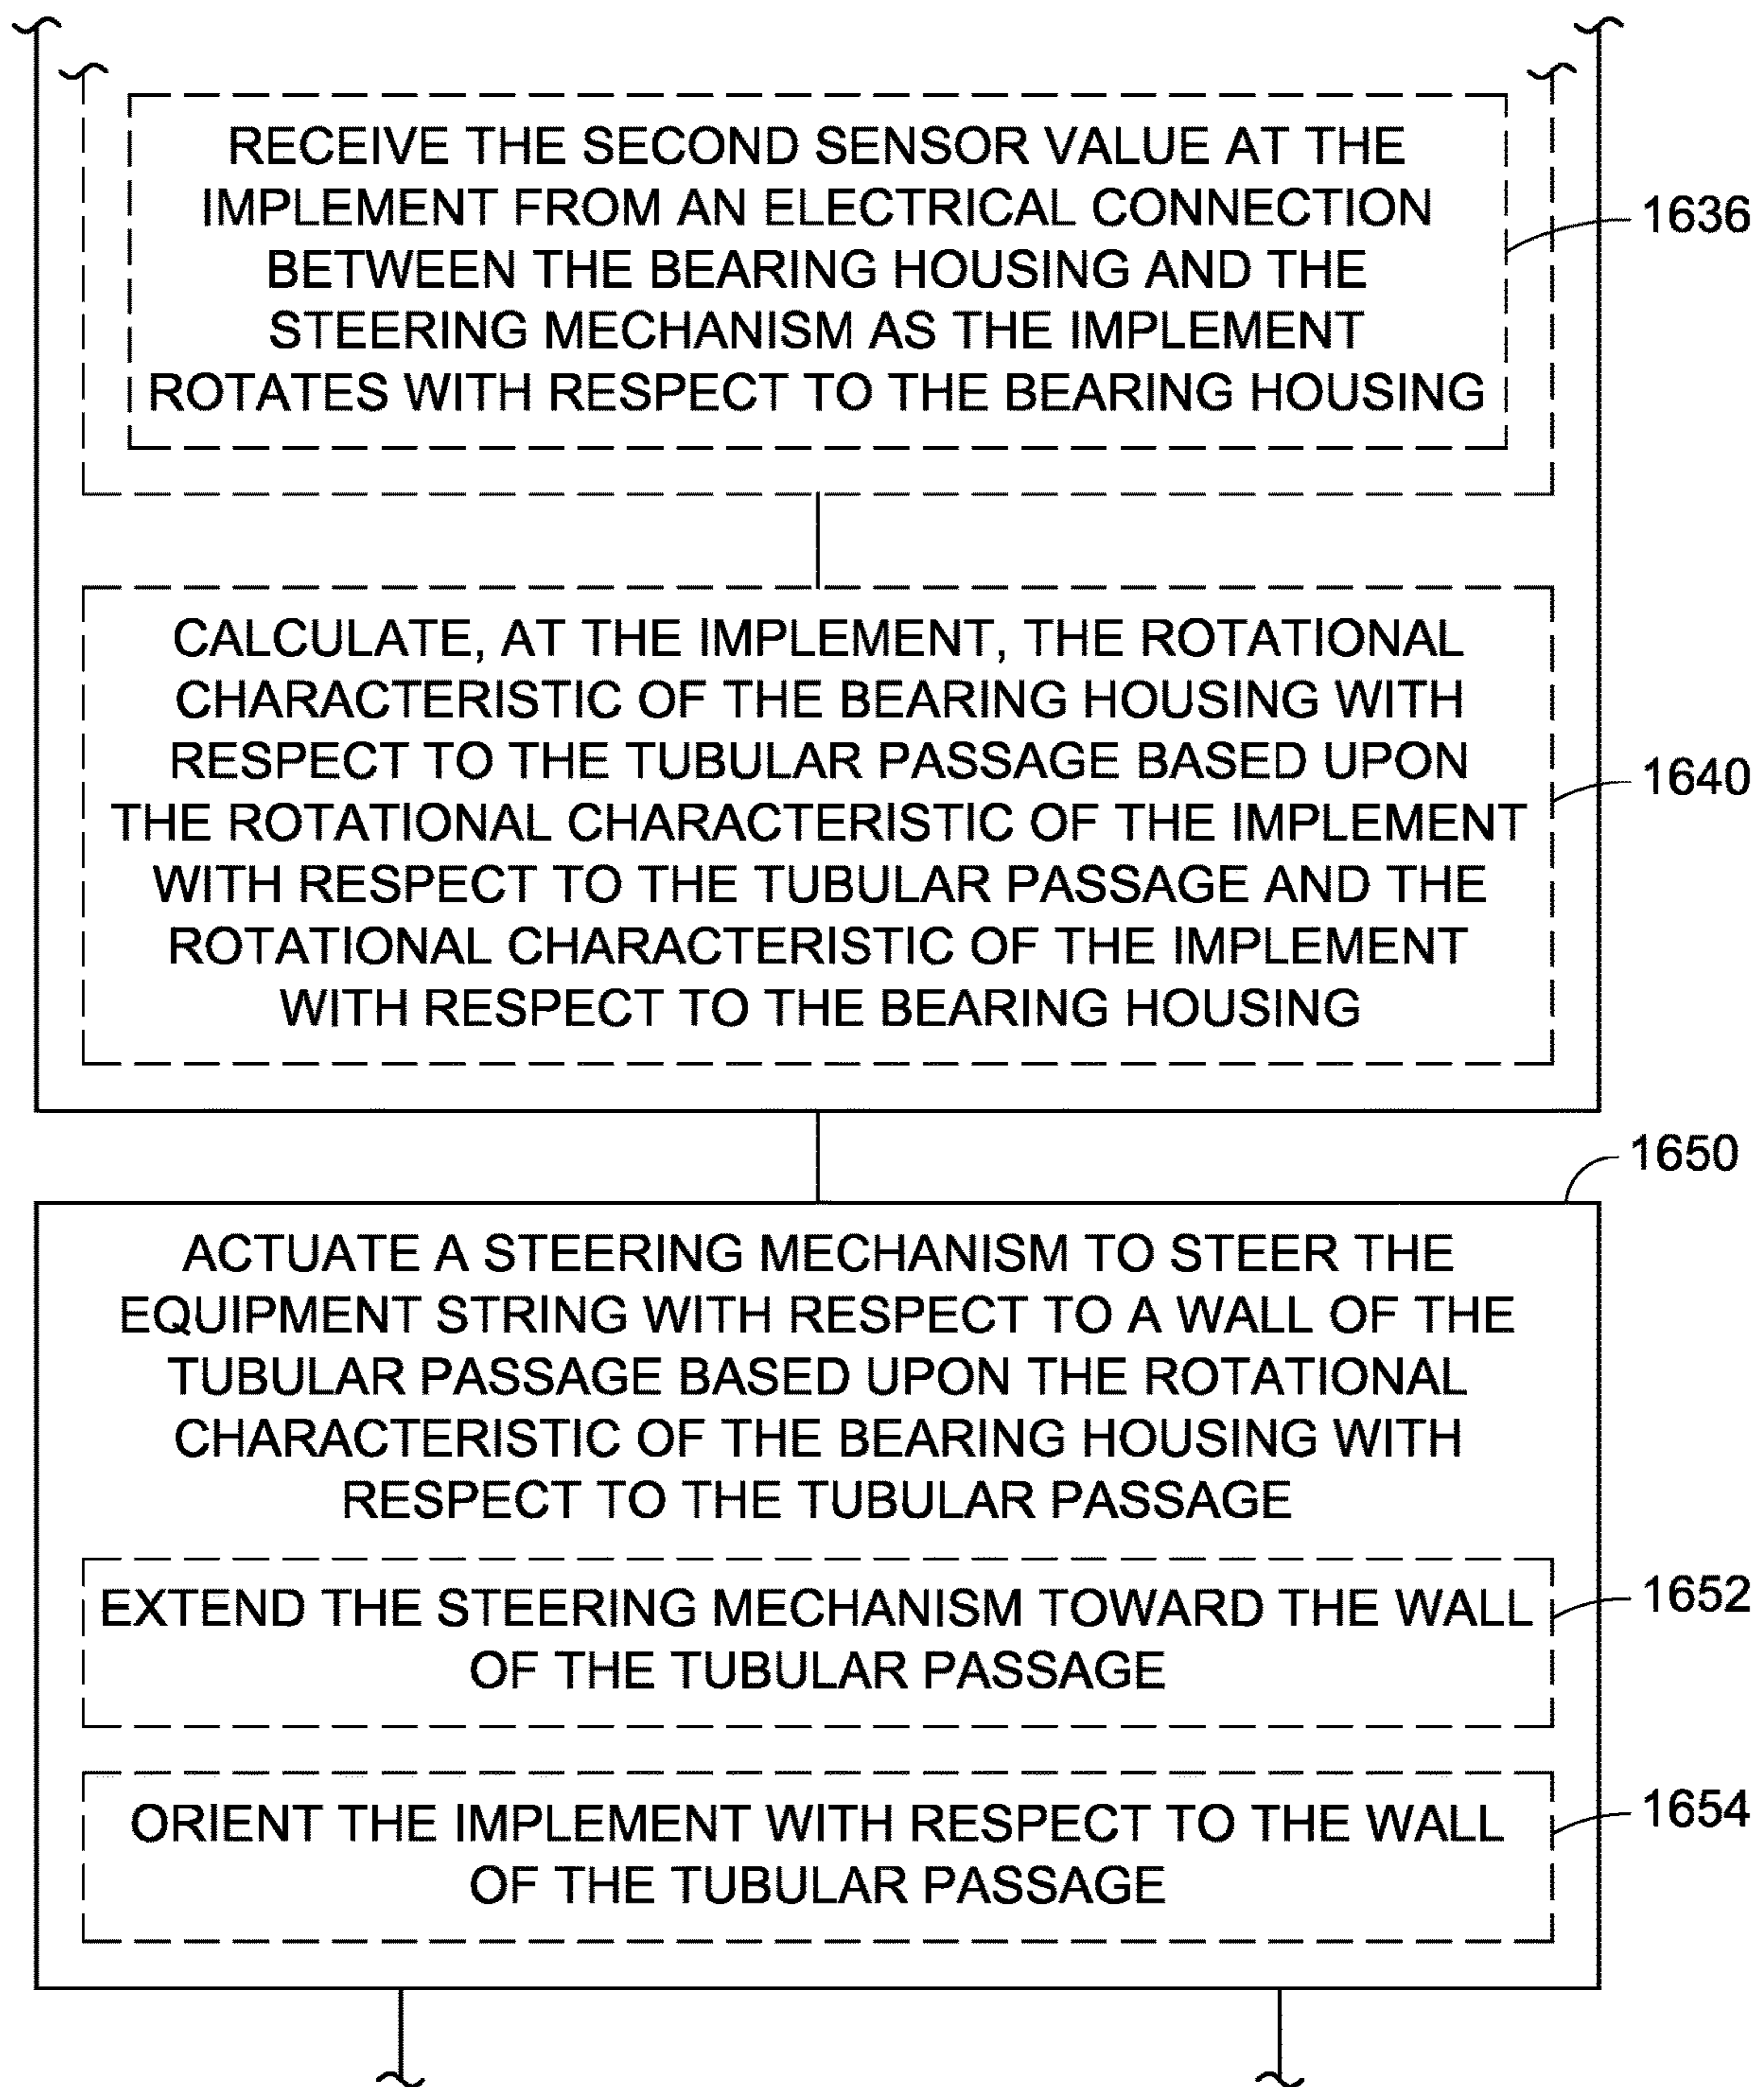 RECEIVE THE SECOND SENSOR VALUE AT THE
IMPLEMENT FROM AN ELECTRICAL CONNECTION
BETWEEN THE BEARING HOUSING AND THE
STEERING MECHANISM AS THE IMPLEMENT
ROTATES WITH RESPECT TO THE BEARING HOUSING
1636
CALCULATE, AT THE IMPLEMENT, THE ROTATIONAL
CHARACTERISTIC OF THE BEARING HOUSING WITH
RESPECT TO THE TUBULAR PASSAGE BASED UPON
THE ROTATIONAL CHARACTERISTIC OF THE IMPLEMENT
WITH RESPECT TO THE TUBULAR PASSAGE AND THE
ROTATIONAL CHARACTERISTIC OF THE IMPLEMENT
WITH RESPECT TO THE BEARING HOUSING
1640
1650
ACTUATE A STEERING MECHANISM TO STEER THE
EQUIPMENT STRING WITH RESPECT TO A WALL OF THE
TUBULAR PASSAGE BASED UPON THE ROTATIONAL
CHARACTERISTIC OF THE BEARING HOUSING WITH
RESPECT TO THE TUBULAR PASSAGE
EXTEND THE STEERING MECHANISM TOWARD THE WALL
OF THE TUBULAR PASSAGE
1652
ORIENT THE IMPLEMENT WITH RESPECT TO THE WALL
OF THE TUBULAR PASSAGE
1654